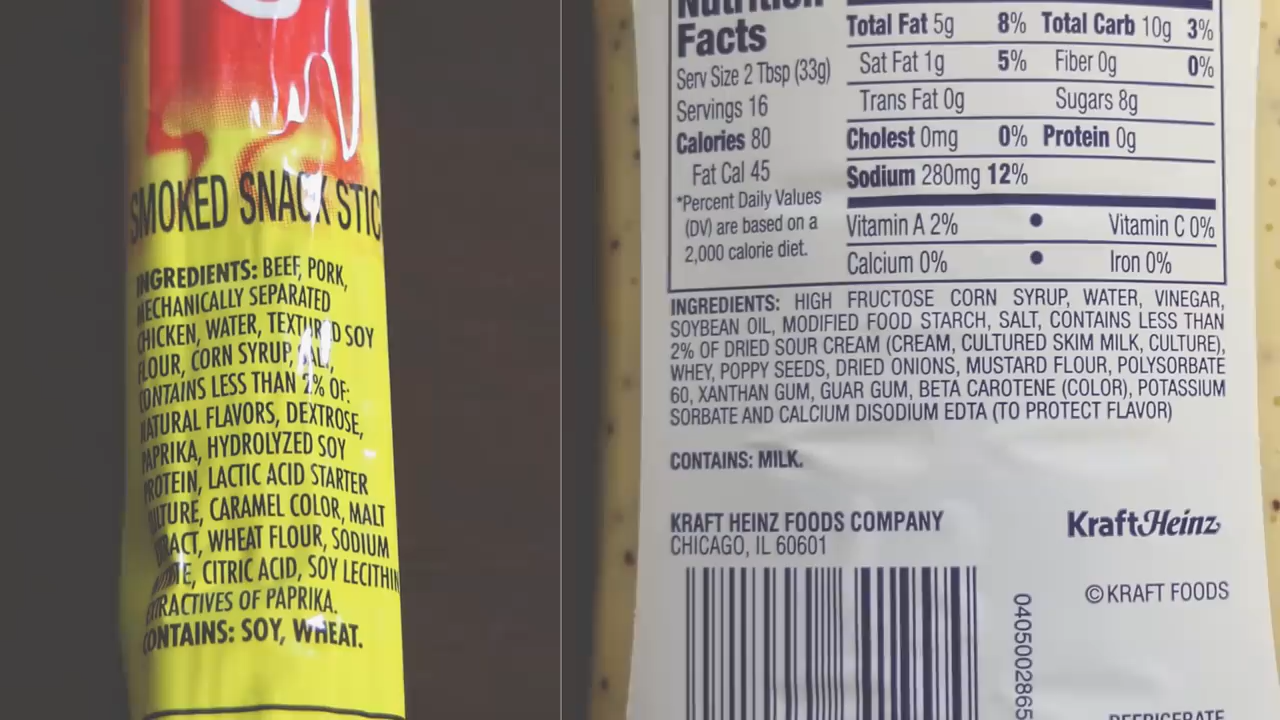 SMOKED SNACK STIC
INGREDIENTS: BEEF, PORK,
MECHANICALLY SEPARATED
CHICKEN, WATER, TEXTURED SOY
FLOUR, CORN SYRUP, SALT,
CONTAINS LESS THAN 2% OF:
NATURAL FLAVORS, DEXTROSE,
PAPRIKA, HYDROLYZED SOY
PROTEIN, LACTIC ACID STARTER
CULTURE, CARAMEL COLOR, MALT
EXTRACT, WHEAT FLOUR, SODIUM
CITRIC ACID, SOY LECITHIN
EXTRACTIVES OF PAPRIKA.
CONTAINS: SOY, WHEAT.
Nutrition
Facts
Serv Size 2 Tbsp (33g)
Servings 16
Calories 80
Fat Cal 45
*Percent Daily Values
(DV) are based on a
2,000 calorie diet.
Total Fat 5g 8% Total Carb 10g 3%
Sat Fat 1g 5% Fiber 0g 0%
Trans Fat 0g Sugars 8g
Cholest 0mg 0% Protein 0g
Sodium 280mg 12%
Vitamin A 2% • Vitamin C 0%
Calcium 0% • Iron 0%
INGREDIENTS: HIGH FRUCTOSE CORN SYRUP, WATER, VINEGAR,
SOYBEAN OIL, MODIFIED FOOD STARCH, SALT, CONTAINS LESS THAN
2% OF DRIED SOUR CREAM (CREAM, CULTURED SKIM MILK, CULTURE),
WHEY, POPPY SEEDS, DRIED ONIONS, MUSTARD FLOUR, POLYSORBATE
60, XANTHAN GUM, GUAR GUM, BETA CAROTENE (COLOR), POTASSIUM
SORBATE AND CALCIUM DISODIUM EDTA (TO PROTECT FLAVOR)
CONTAINS: MILK.
KRAFT HEINZ FOODS COMPANY
CHICAGO, IL 60601
KraftHeinz
© KRAFT FOODS
0405002865
REFRIGERATE